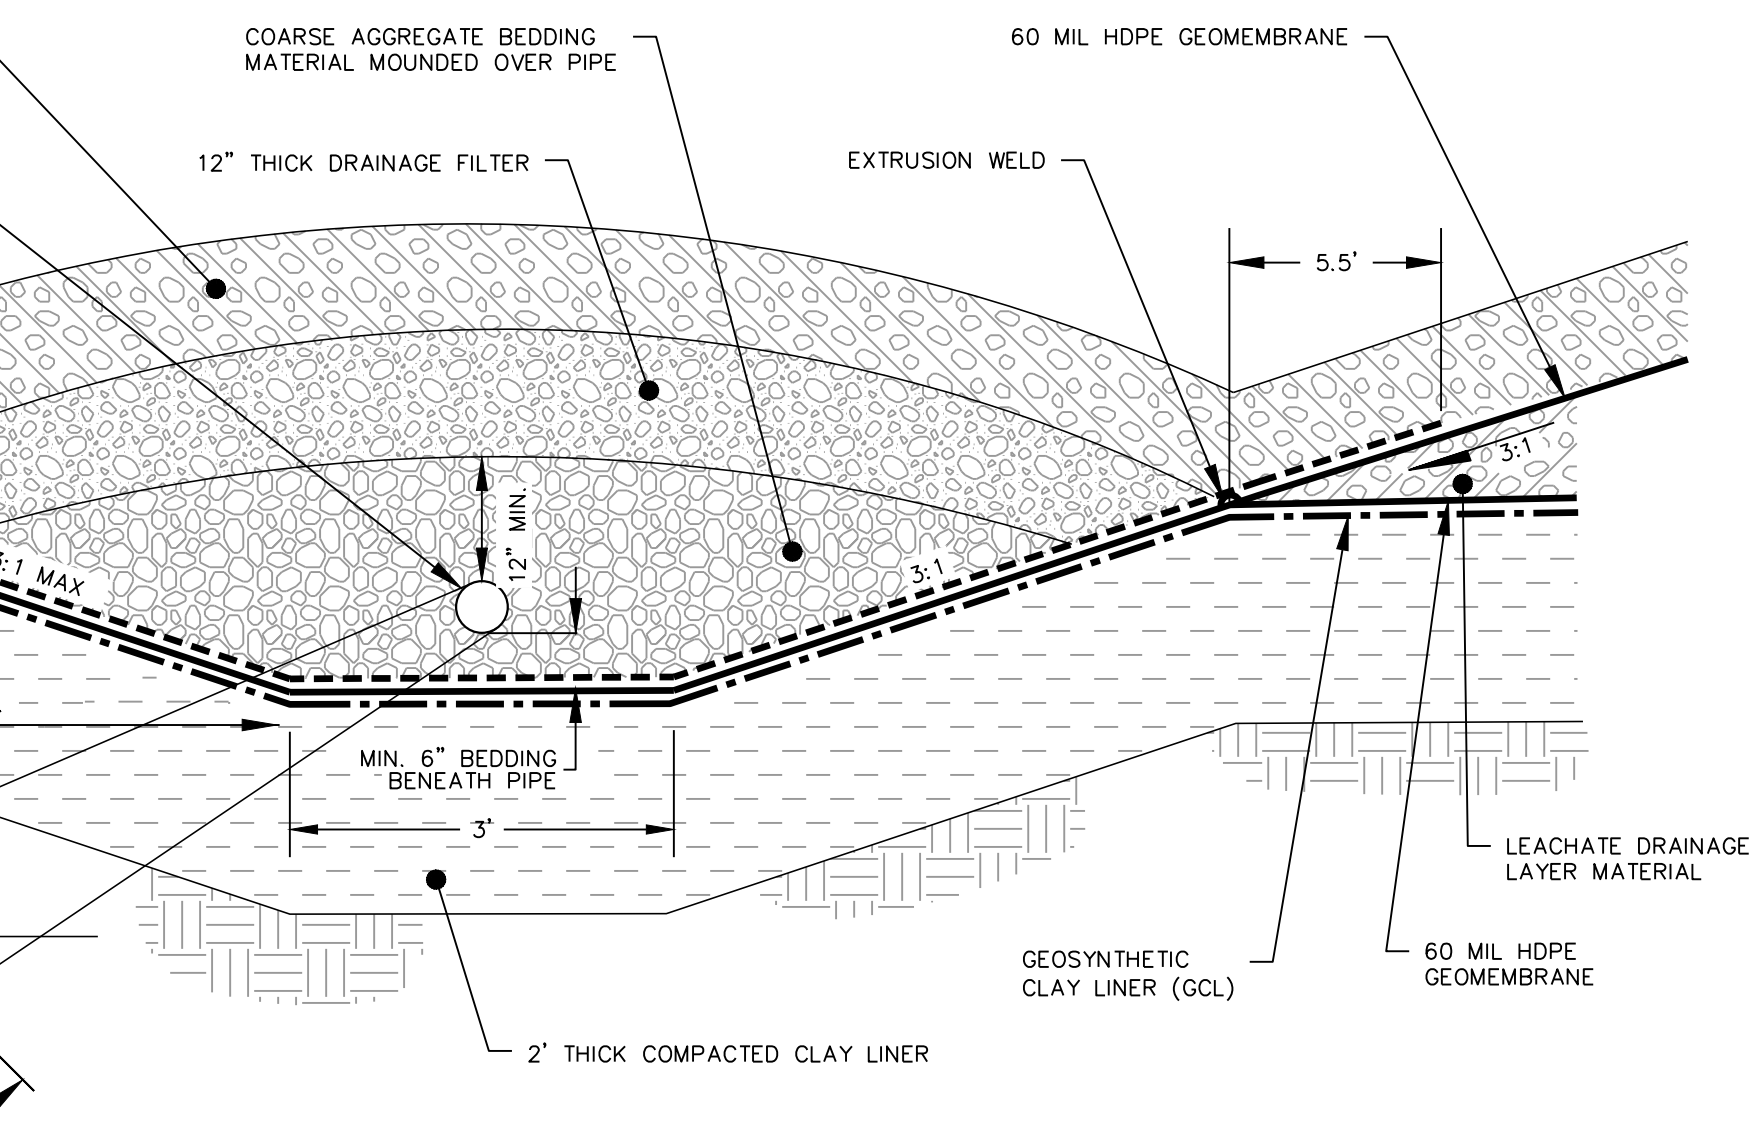 COARSE AGGREGATE BEDDING
MATERIAL MOUNDED OVER PIPE
60 MIL HDPE GEOMEMBRANE
12" THICK DRAINAGE FILTER
EXTRUSION WELD
5.5'
3:1
12" MIN.
3:1
3:1 MAX
MIN. 6" BEDDING
BENEATH PIPE
3'
LEACHATE DRAINAGE
LAYER MATERIAL
GEOSYNTHETIC
CLAY LINER (GCL)
60 MIL HDPE
GEOMEMBRANE
2' THICK COMPACTED CLAY LINER